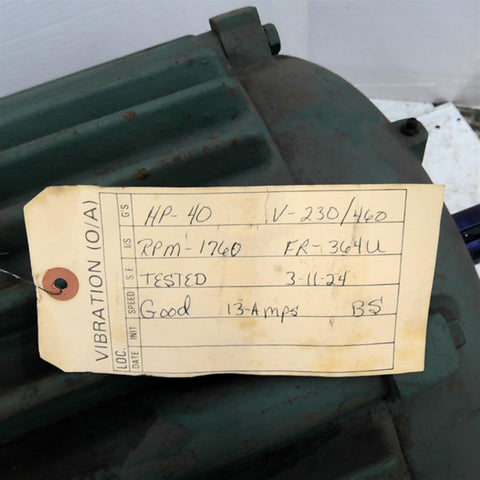 HP-40 V-230/460
RPM-1760 FR-364U
TESTED 3-11-24
Good 13-Amps BS
VIBRATION (O/A)
LOC.
DATE INIT SPEED S.E. IIS G'S